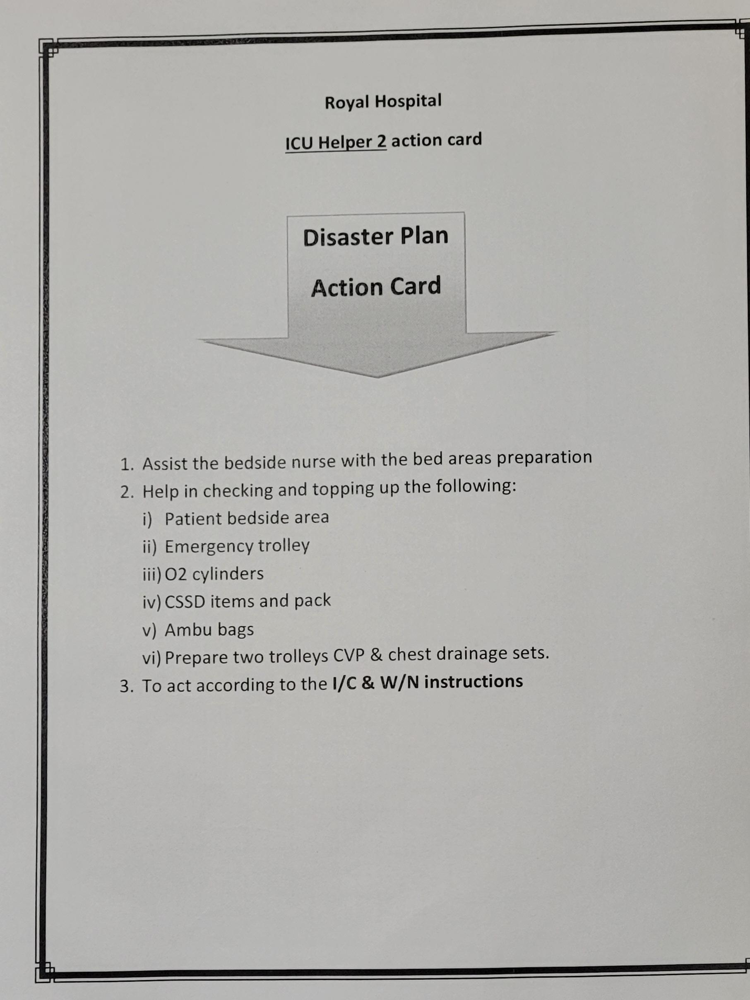 Royal Hospital
ICU Helper 2 action card
Disaster Plan
Action Card
1. Assist the bedside nurse with the bed areas preparation
2. Help in checking and topping up the following:
i) Patient bedside area
ii) Emergency trolley
iii) O2 cylinders
iv) CSSD items and pack
v) Ambu bags
vi) Prepare two trolleys CVP & chest drainage sets.
3. To act according to the I/C & W/N instructions